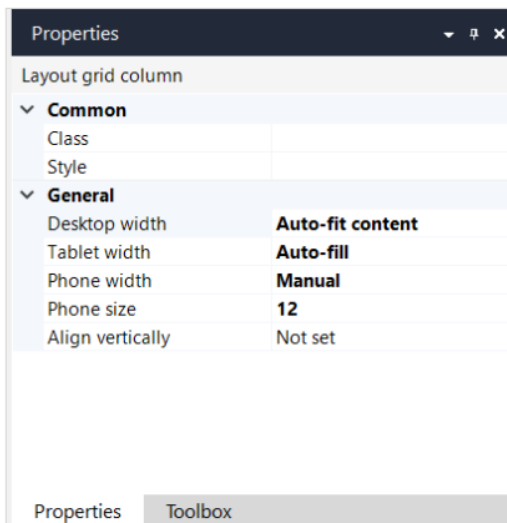 Properties
Layout grid column
Common
Class
Style
General
Desktop width Auto-fit content
Tablet width Auto-fill
Phone width Manual
Phone size 12
Align vertically Not set
Properties Toolbox